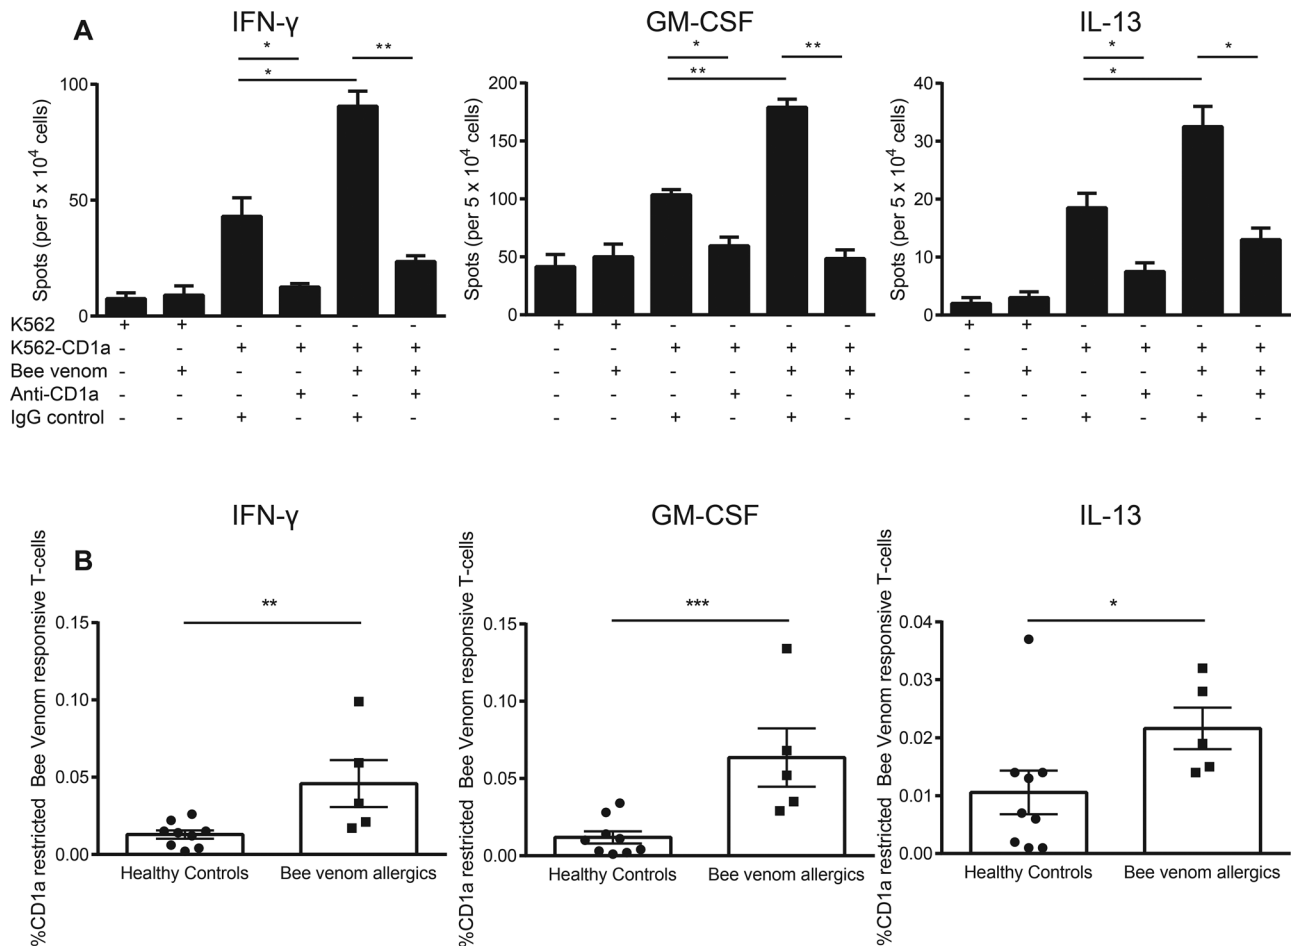 A
IFN-γ
GM-CSF
IL-13
* ** *
* ** *
** ** *
Spots (per 5 x 10⁴ cells)
100
50
0
Spots (per 5 x 10⁴ cells)
200
150
100
50
0
Spots (per 5 x 10⁴ cells)
40
30
20
10
0
K562 + + - - - - + + - - - - + + - - - -
K562-CD1a - - + + + + - - + + + + - - + + + +
Bee venom - + - - + + - + - - + + - + - - + +
Anti-CD1a - - - + - + - - - + - + - - - + - +
IgG control - - + - + - - - + - + - - - + - + -
B
IFN-γ
GM-CSF
IL-13
%CD1a restricted Bee Venom responsive T-cells
0.15
0.10
0.05
0.00
**
Healthy Controls Bee venom allergics
%CD1a restricted Bee Venom responsive T-cells
0.15
0.10
0.05
0.00
***
Healthy Controls Bee venom allergics
%CD1a restricted Bee Venom responsive T-cells
0.04
0.03
0.02
0.01
0.00
*
Healthy Controls Bee venom allergics